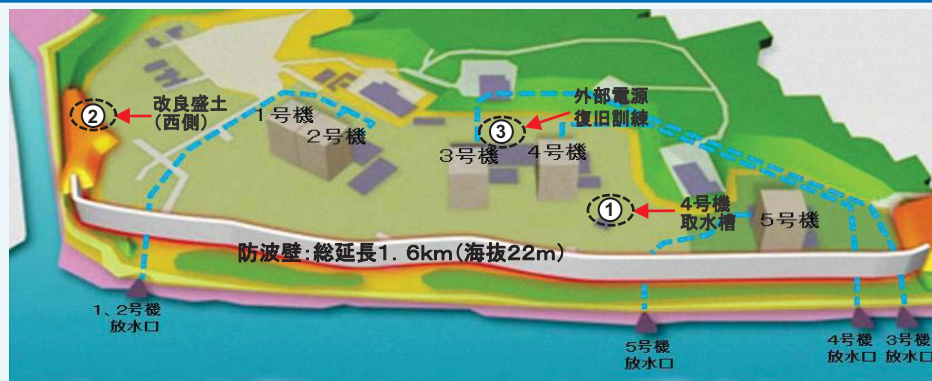 ②
改良盛土
(西側)
1号機
2号機
外部電源
復旧訓練
③
3号機
4号機
①
4号機
取水槽
5号機
防波壁:総延長1.6km(海抜22m)
1、2号機
放水口
5号機
放水口
4号機
放水口
3号機
放水口